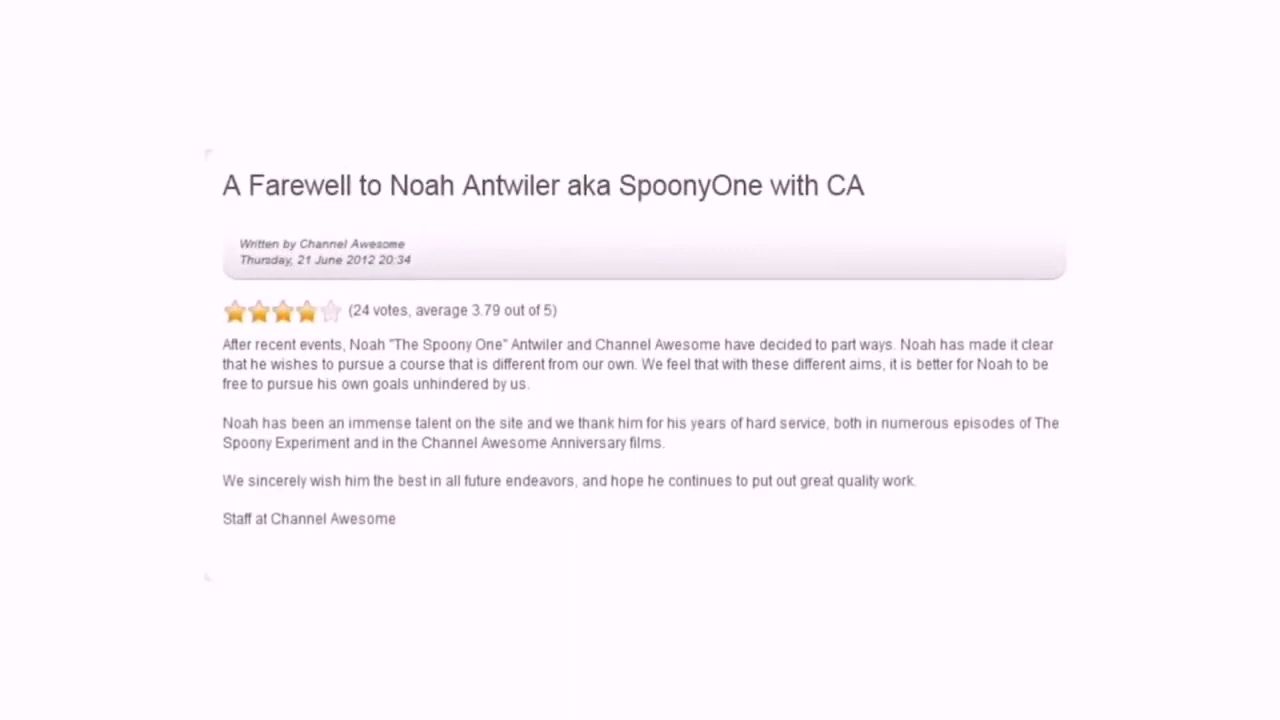 A Farewell to Noah Antwiler aka SpoonyOne with CA
Written by Channel Awesome
Thursday, 21 June 2012 20:34
(24 votes, average 3.79 out of 5)
After recent events, Noah "The Spoony One" Antwiler and Channel Awesome have decided to part ways. Noah has made it clear
that he wishes to pursue a course that is different from our own. We feel that with these different aims, it is better for Noah to be
free to pursue his own goals unhindered by us.
Noah has been an immense talent on the site and we thank him for his years of hard service, both in numerous episodes of The
Spoony Experiment and in the Channel Awesome Anniversary films.
We sincerely wish him the best in all future endeavors, and hope he continues to put out great quality work.
Staff at Channel Awesome